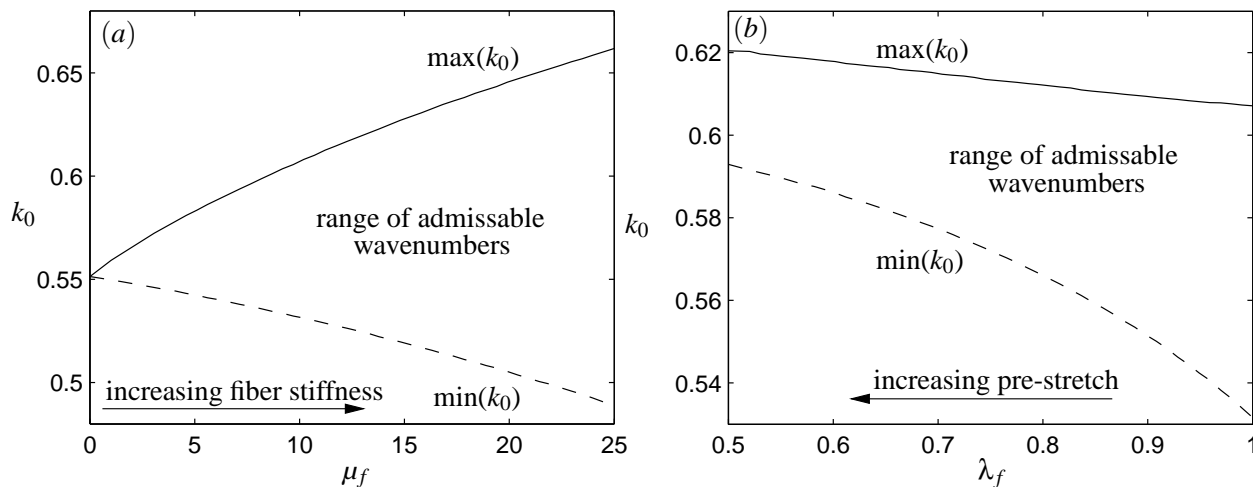 (a)
max(k0)
0.65
0.6
k0
range of admissable
wavenumbers
0.55
0.5
increasing fiber stiffness
min(k0)
0
5
10
15
20
25
μf
(b)
0.62
max(k0)
0.6
range of admissable
wavenumbers
0.58
k0
min(k0)
0.56
0.54
increasing pre-stretch
0.5
0.6
0.7
0.8
0.9
1
λf